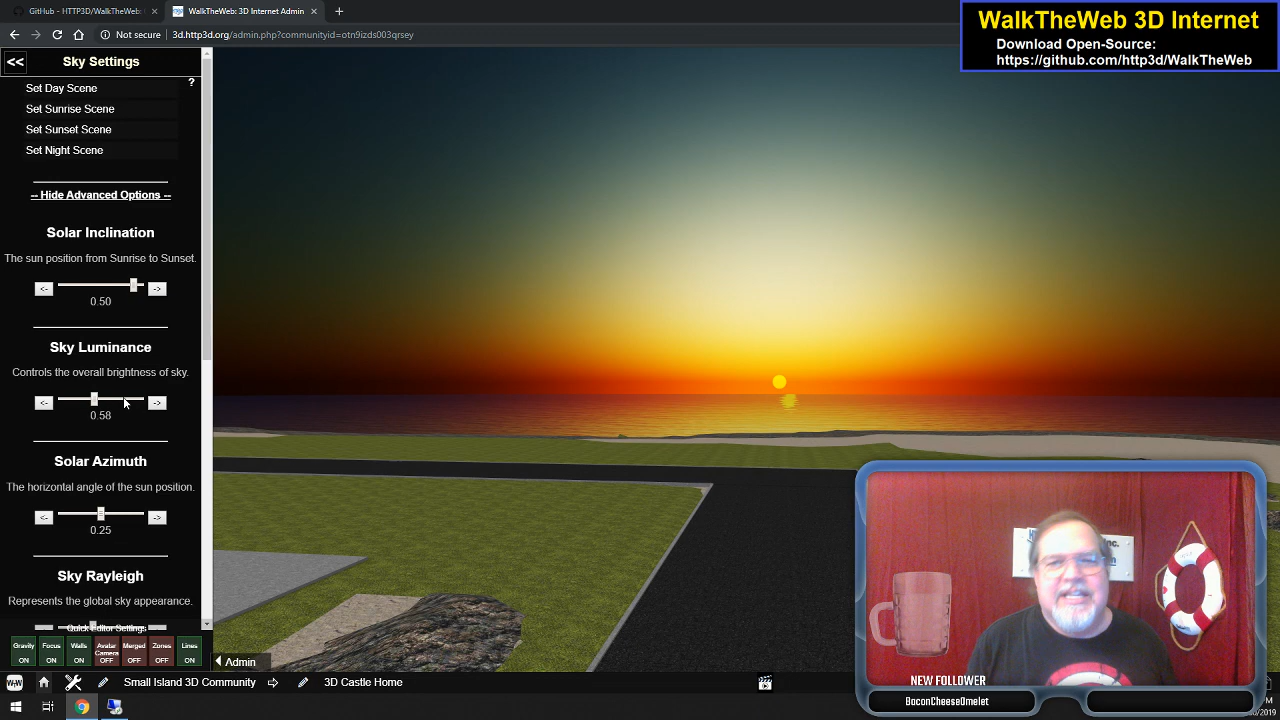 GitHub - HTTP3D/WalkTheWeb:
WalkTheWeb: 3D Internet Admin
Not secure
3d.http3d.org/admin.php?communityid=otn9izds003qrsey
WalkTheWeb 3D Internet
Download Open-Source:
https://github.com/http3d/WalkTheWeb
<<
Sky Settings
?
Set Day Scene
Set Sunrise Scene
Set Sunset Scene
Set Night Scene
-- Hide Advanced Options --
Solar Inclination
The sun position from Sunrise to Sunset.
<-
->
0.50
Sky Luminance
Controls the overall brightness of sky.
<-
->
0.58
Solar Azimuth
The horizontal angle of the sun position.
<-
->
0.25
Sky Rayleigh
Represents the global sky appearance.
Quick Editor Settings
Gravity ON
Focus ON
Walls ON
Avatar Camera OFF
Merged OFF
Zones OFF
Lines ON
Admin
Small Island 3D Community
3D Castle Home
NEW FOLLOWER
BaconCheeseOmelet